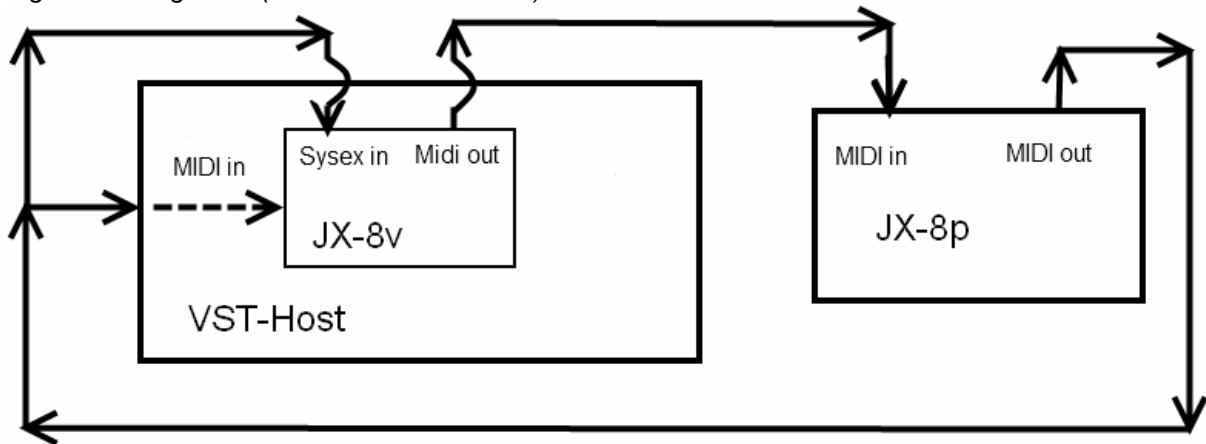 Sysex in Midi out
MIDI in
JX-8v
VST-Host
MIDI in MIDI out
JX-8p